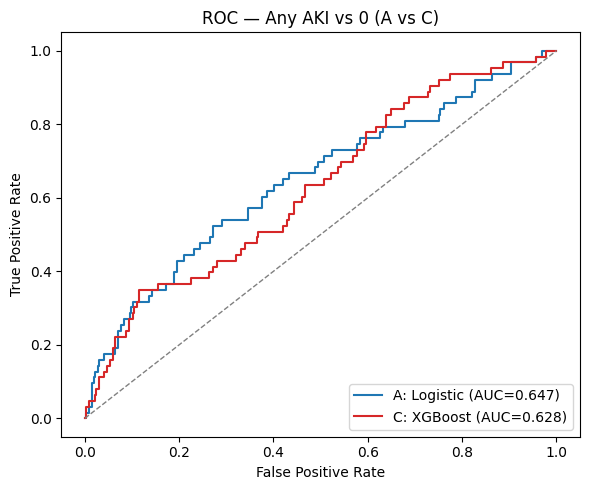 ROC — Any AKI vs 0 (A vs C)
True Positive Rate
1.0
0.8
0.6
0.4
0.2
0.0
A: Logistic (AUC=0.647)
C: XGBoost (AUC=0.628)
0.0 0.2 0.4 0.6 0.8 1.0
False Positive Rate